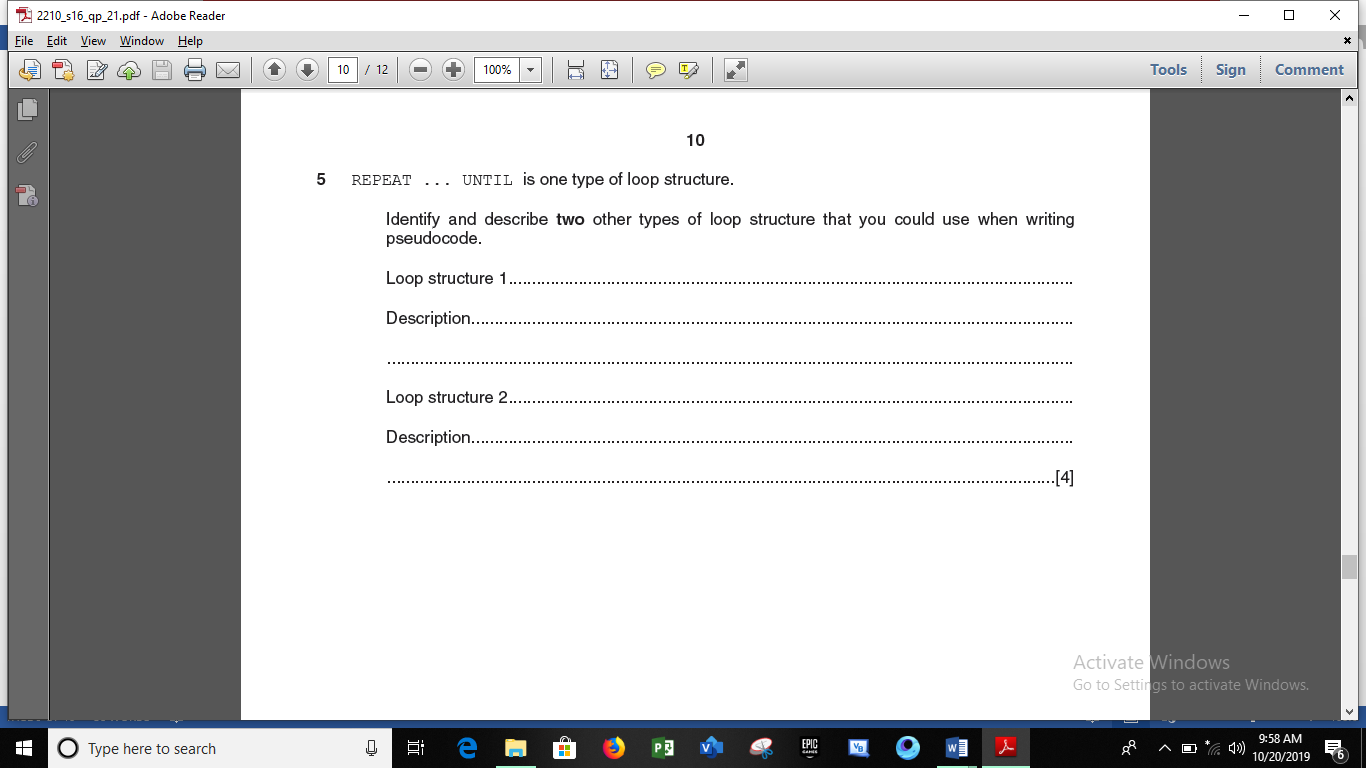 2210_s16_qp_21.pdf - Adobe Reader
File Edit View Window Help
10 / 12 100% Tools Sign Comment
10
5 REPEAT ... UNTIL is one type of loop structure.
Identify and describe two other types of loop structure that you could use when writing
pseudocode.
Loop structure 1..........................................................................................................................
Description..................................................................................................................................
....................................................................................................................................................
Loop structure 2..........................................................................................................................
Description..................................................................................................................................
................................................................................................................................................[4]
Activate Windows
Go to Settings to activate Windows.
Type here to search
EPIC GAMES
9:58 AM
10/20/2019
6